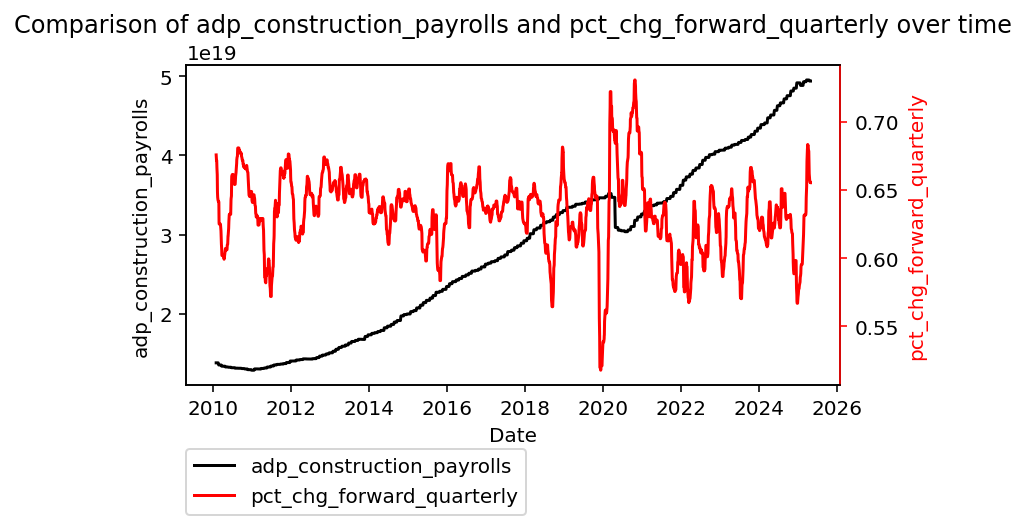 Comparison of adp_construction_payrolls and pct_chg_forward_quarterly over time
1e19
5
4
3
2
adp_construction_payrolls
0.70
0.65
0.60
0.55
pct_chg_forward_quarterly
2010 2012 2014 2016 2018 2020 2022 2024 2026
Date
adp_construction_payrolls
pct_chg_forward_quarterly